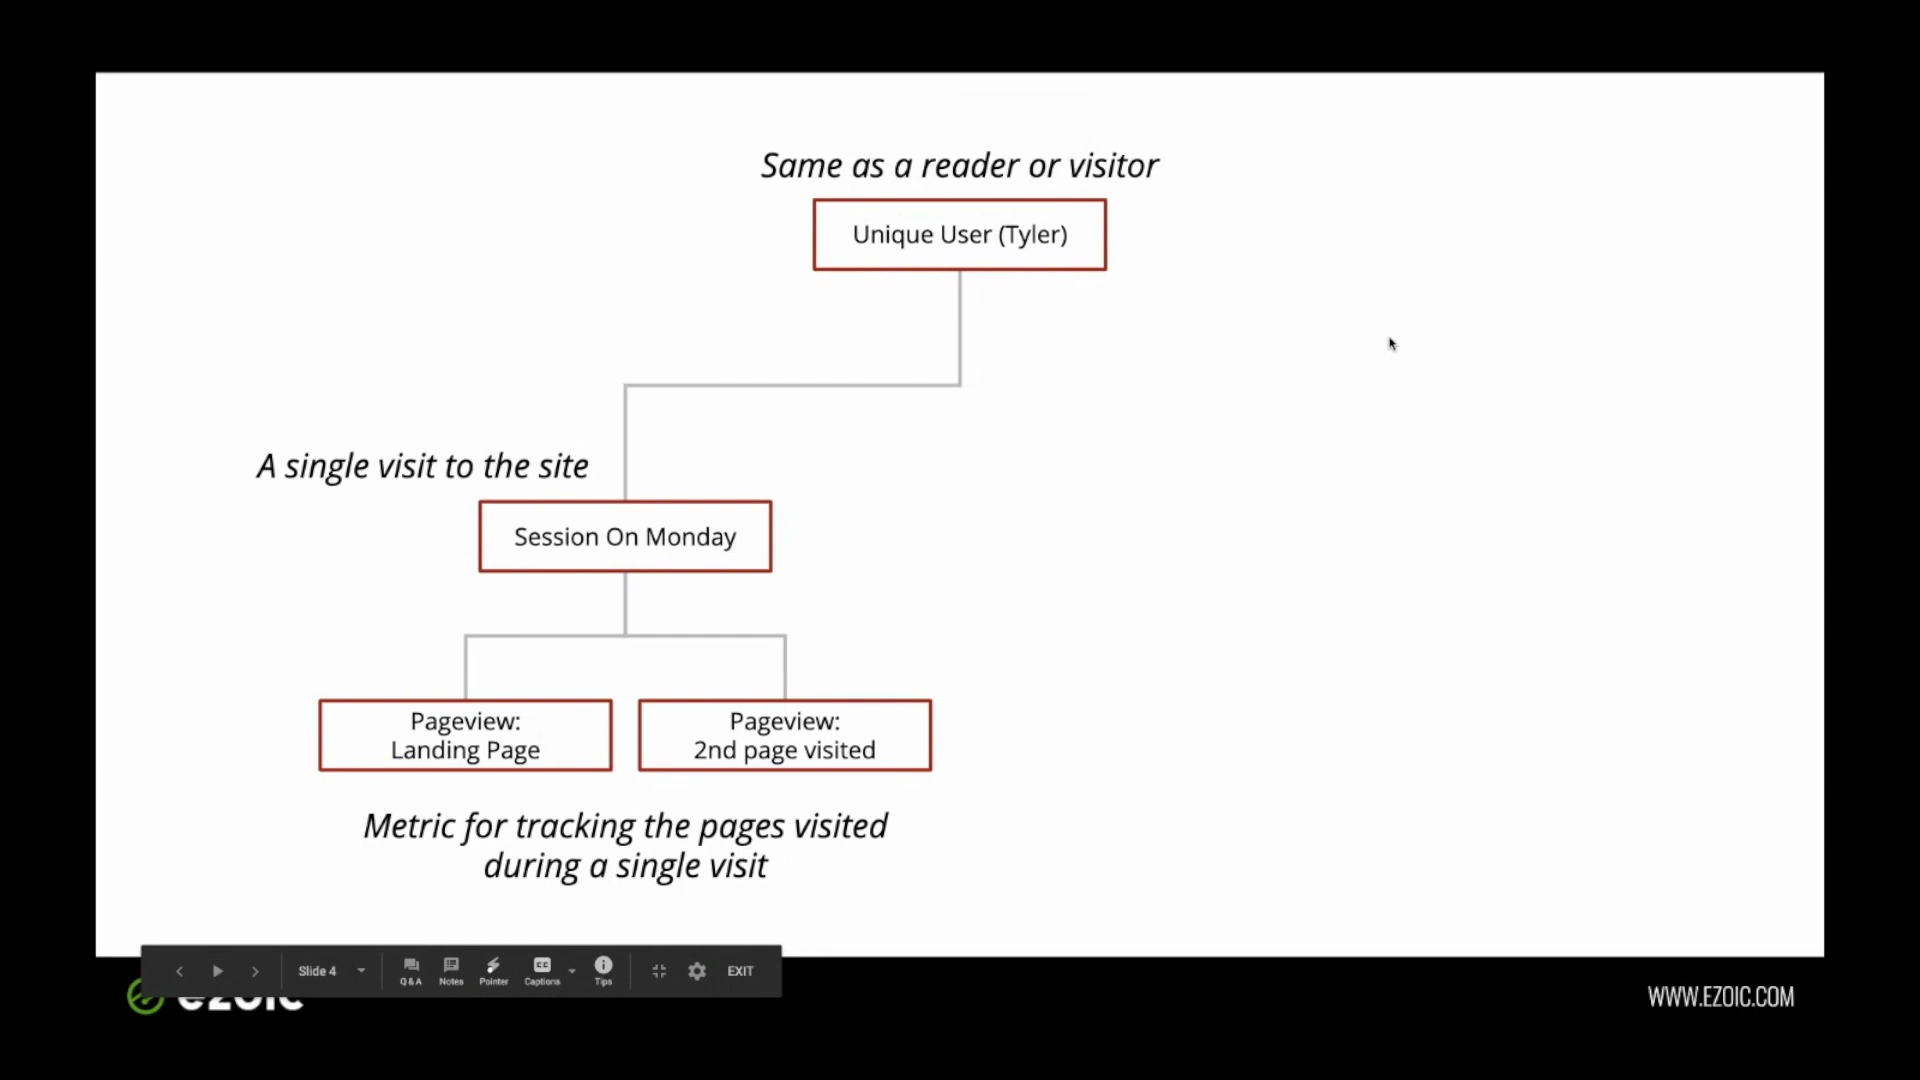 Same as a reader or visitor
Unique User (Tyler)
A single visit to the site
Session On Monday
Pageview:
Landing Page
Pageview:
2nd page visited
Metric for tracking the pages visited
during a single visit
Slide 4
Q&A
Notes
Pointer
CC
Captions
Tips
EXIT
ezoic
WWW.EZOIC.COM